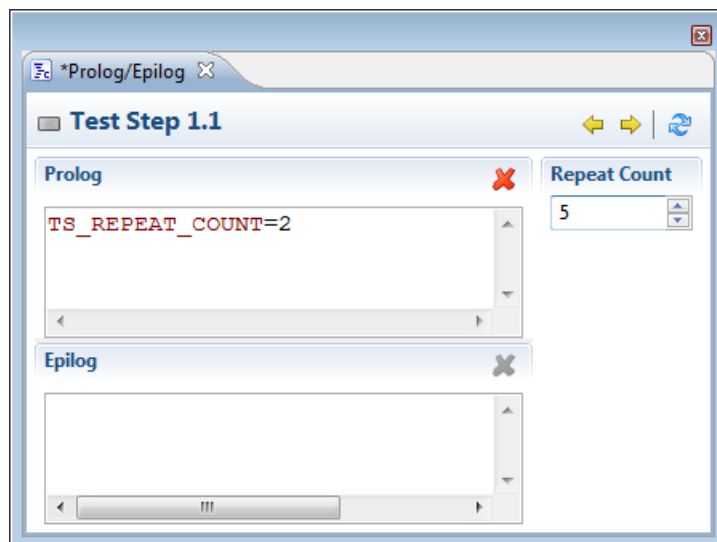 *Prolog/Epilog
Test Step 1.1
Prolog
Repeat Count
TS_REPEAT_COUNT=2
5
Epilog